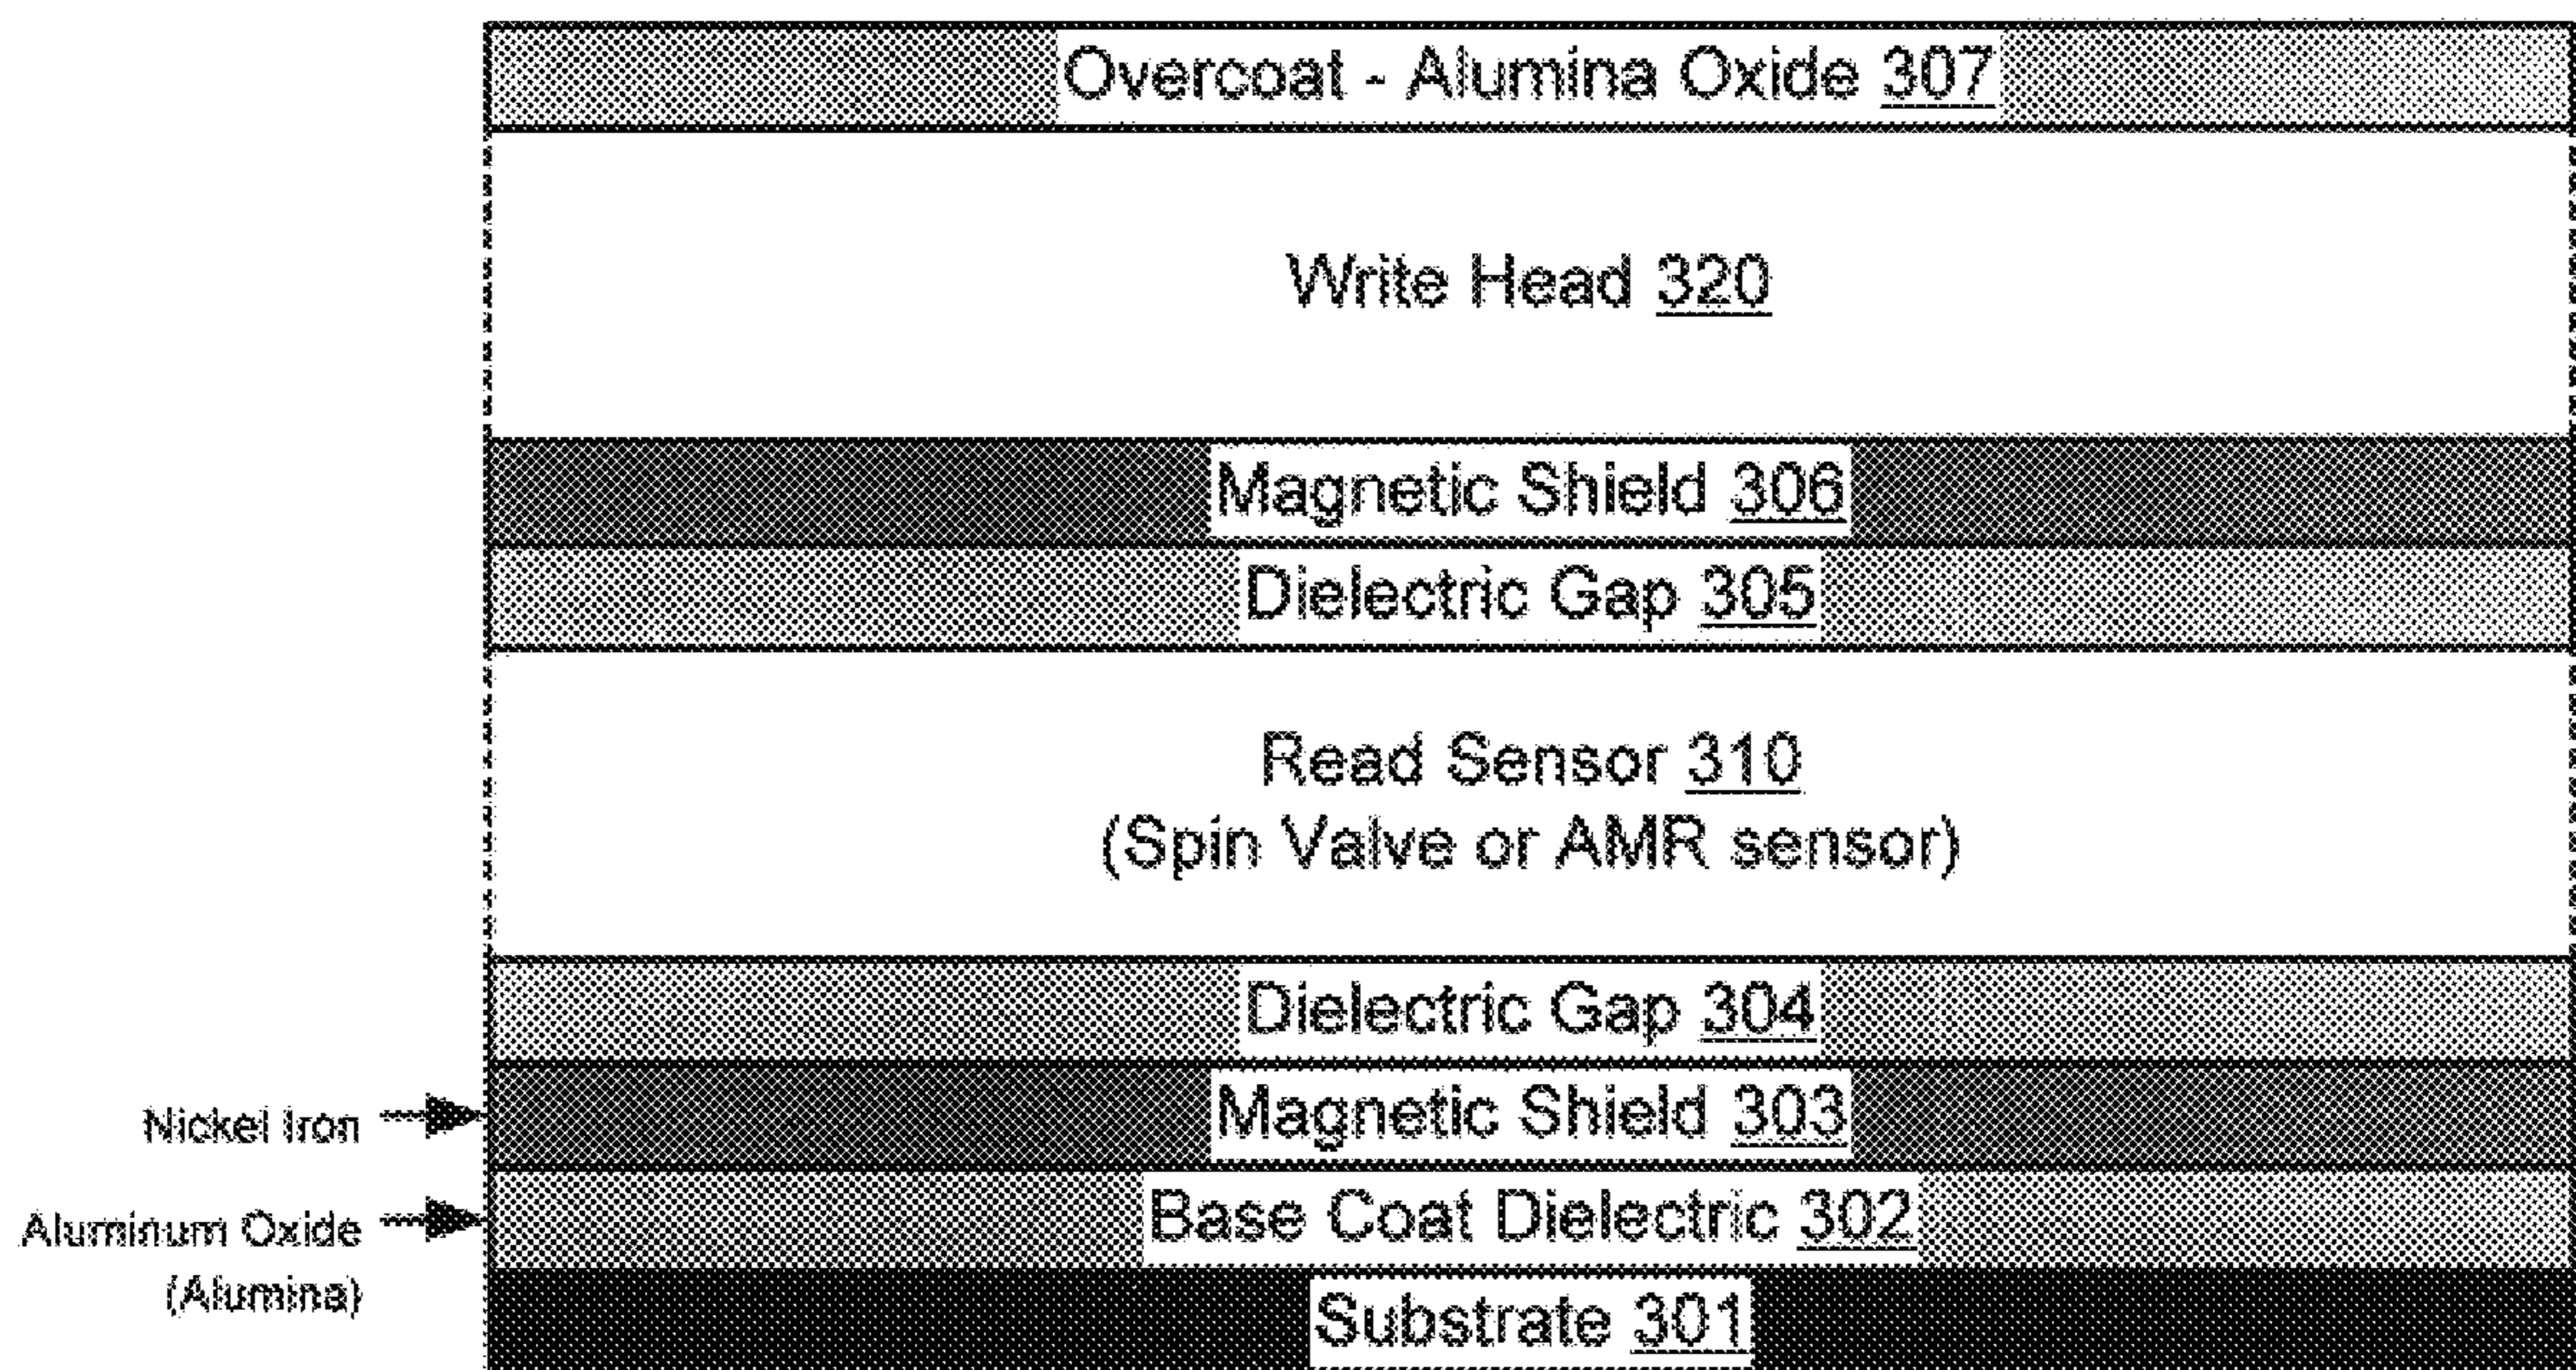 Overcoat - Alumina Oxide 307
Write Head 320
Magnetic Shield 306
Dielectric Gap 305
Read Sensor 310
(Spin Valve or AMR sensor)
Dielectric Gap 304
Nickel Iron
Magnetic Shield 303
Aluminum Oxide
(Alumina)
Base Coat Dielectric 302
Substrate 301